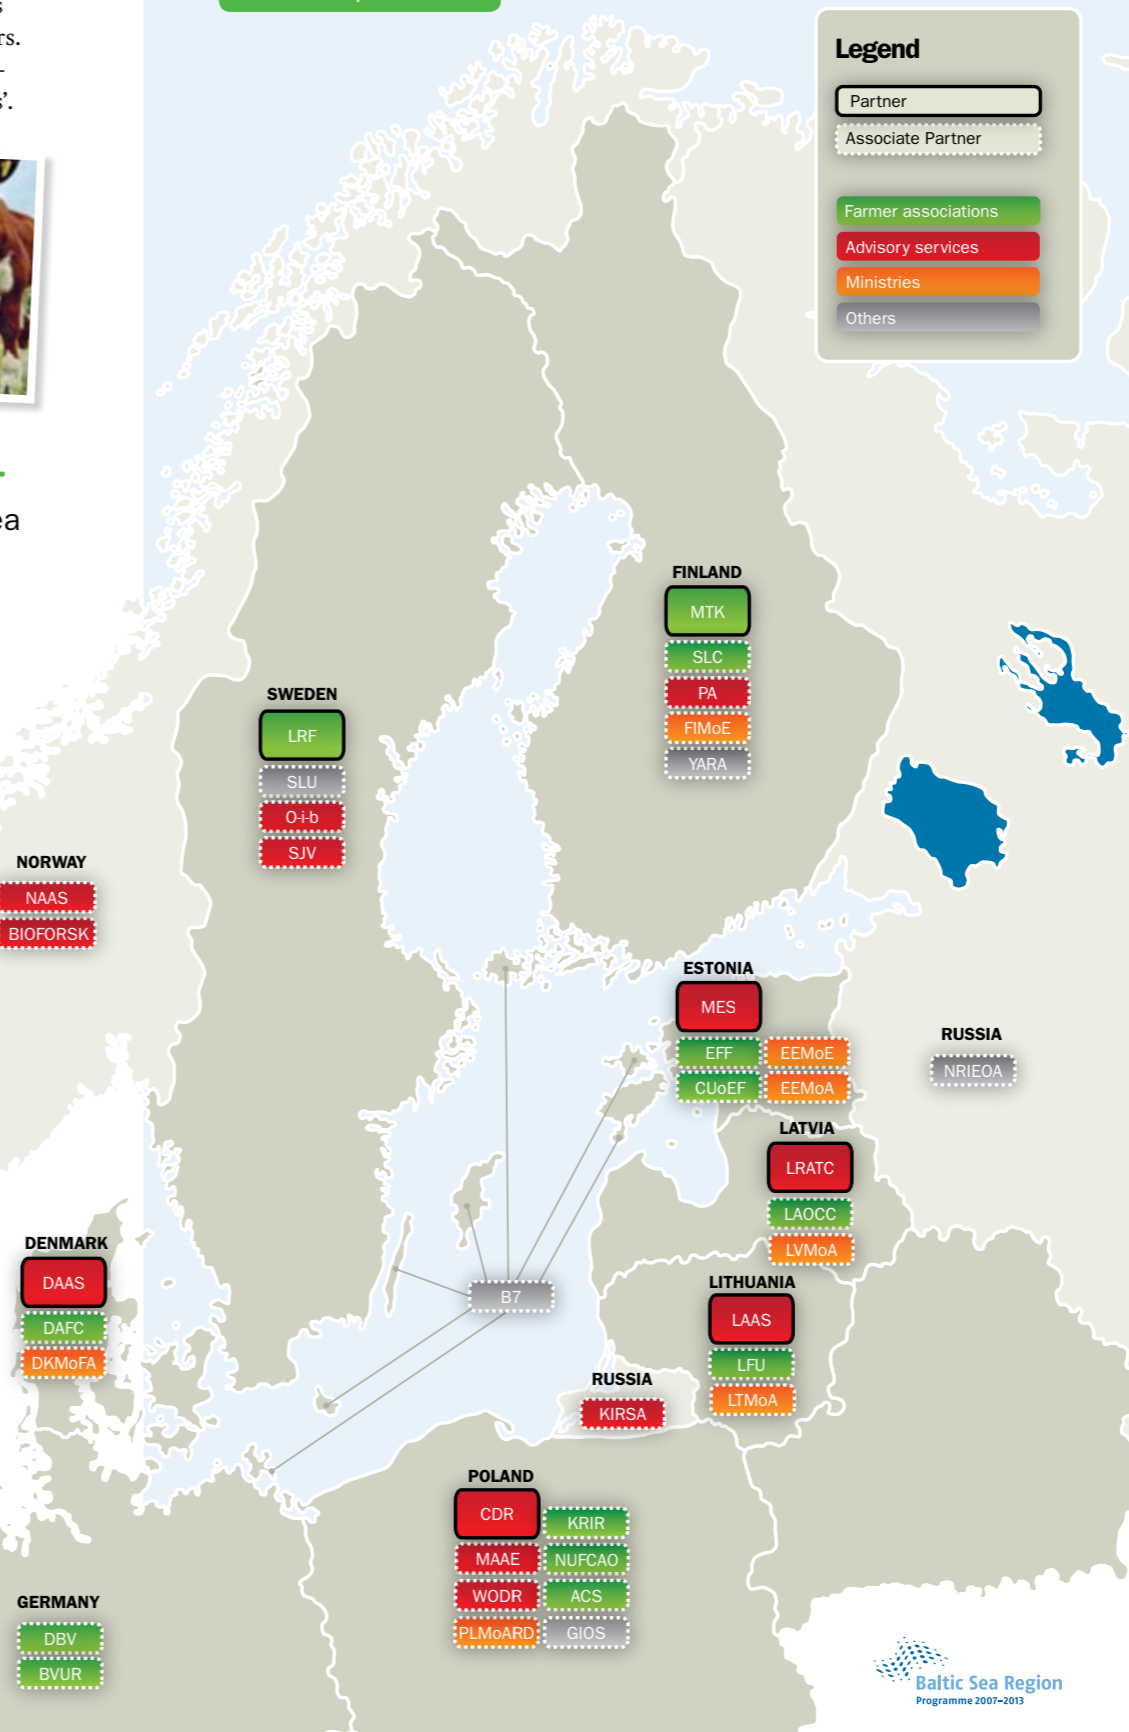 s
rs.
-
s’.
ea
Legend
Partner
Associate Partner
Farmer associations
Advisory services
Ministries
Others
FINLAND
MTK
SLC
PA
FIMoE
YARA
SWEDEN
LRF
SLU
O-i-b
SJV
NORWAY
NAAS
BIOFORSK
ESTONIA
MES
EFF EEMoE
CUoEF EEMoA
RUSSIA
NRIEOA
LATVIA
LRATC
LAOCC
LVMoA
DENMARK
DAAS
DAFC
DKMoFA
B7
LITHUANIA
LAAS
LFU
LTMoA
RUSSIA
KIRSA
POLAND
CDR KRIR
MAAE NUFCAO
WODR ACS
PLMoARD GIOS
GERMANY
DBV
BVUR
Baltic Sea Region
Programme 2007–2013